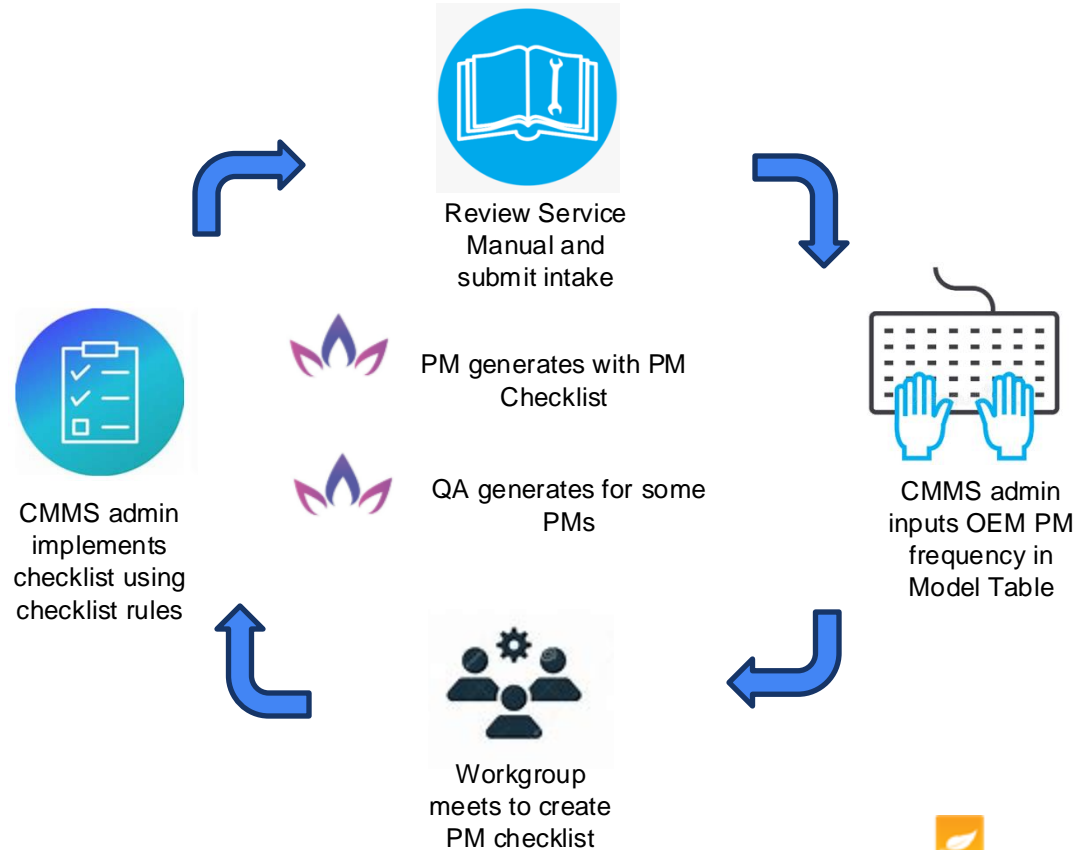 Review Service
Manual and
submit intake
PM generates with PM
Checklist
QA generates for some
PMs
CMMS admin
implements
checklist using
checklist rules
CMMS admin
inputs OEM PM
frequency in
Model Table
Workgroup
meets to create
PM checklist